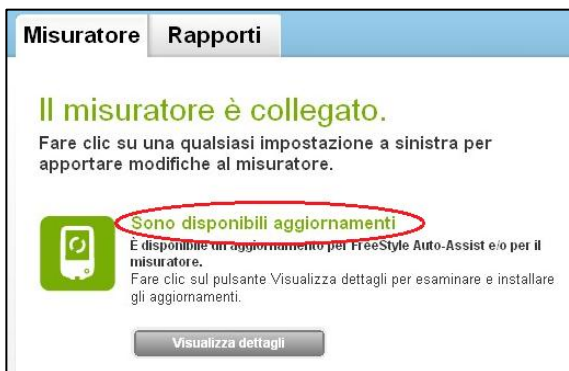 Misuratore Rapporti
Il misuratore è collegato.
Fare clic su una qualsiasi impostazione a sinistra per
apportare modifiche al misuratore.
Sono disponibili aggiornamenti
È disponibile un aggiornamento per FreeStyle Auto-Assist e/o per il
misuratore.
Fare clic sul pulsante Visualizza dettagli per esaminare e installare
gli aggiornamenti.
Visualizza dettagli